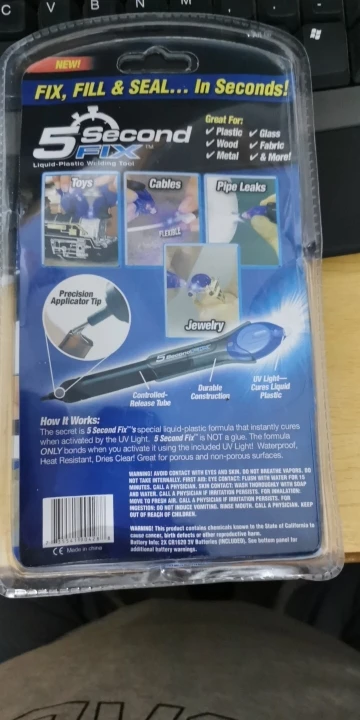 C V B N M
NEW!
FIX, FILL & SEAL... In Seconds!
5 Second
FIX™
Liquid-Plastic Welding Tool
Great For:
✓ Plastic ✓ Glass
✓ Wood ✓ Fabric
✓ Metal ✓ & More!
Toys
Cables
Pipe Leaks
FLEXIBLE
Jewelry
Precision
Applicator Tip
5 Second FIX
Controlled-
Release Tube
Durable
Construction
UV Light—
Cures Liquid
Plastic
How It Works:
The secret is 5 Second Fix™'s special liquid-plastic formula that instantly cures
when activated by the UV Light. 5 Second Fix™ is NOT a glue. The formula
ONLY bonds when you activate it using the included UV Light! Waterproof,
Heat Resistant, Dries Clear! Great for porous and non-porous surfaces.
WARNING! AVOID CONTACT WITH EYES AND SKIN. DO NOT BREATHE VAPORS. DO
NOT TAKE INTERNALLY. FIRST AID: EYE CONTACT: FLUSH WITH WATER FOR 15
MINUTES. CALL A PHYSICIAN. SKIN CONTACT: WASH THOROUGHLY WITH SOAP
AND WATER. CALL A PHYSICIAN IF IRRITATION PERSISTS. FOR INHALATION:
MOVE TO FRESH AIR. CALL A PHYSICIAN IF IRRITATION PERSISTS. FOR
INGESTION: DO NOT INDUCE VOMITING. RINSE MOUTH. CALL A PHYSICIAN. KEEP
OUT OF REACH OF CHILDREN.
WARNING! This product contains chemicals known to the State of California to
cause cancer, birth defects or other reproductive harm.
Battery Info: 2X CR1620 3V Batteries (INCLUDED). See bottom panel for
additional battery warnings.
CE Made in china